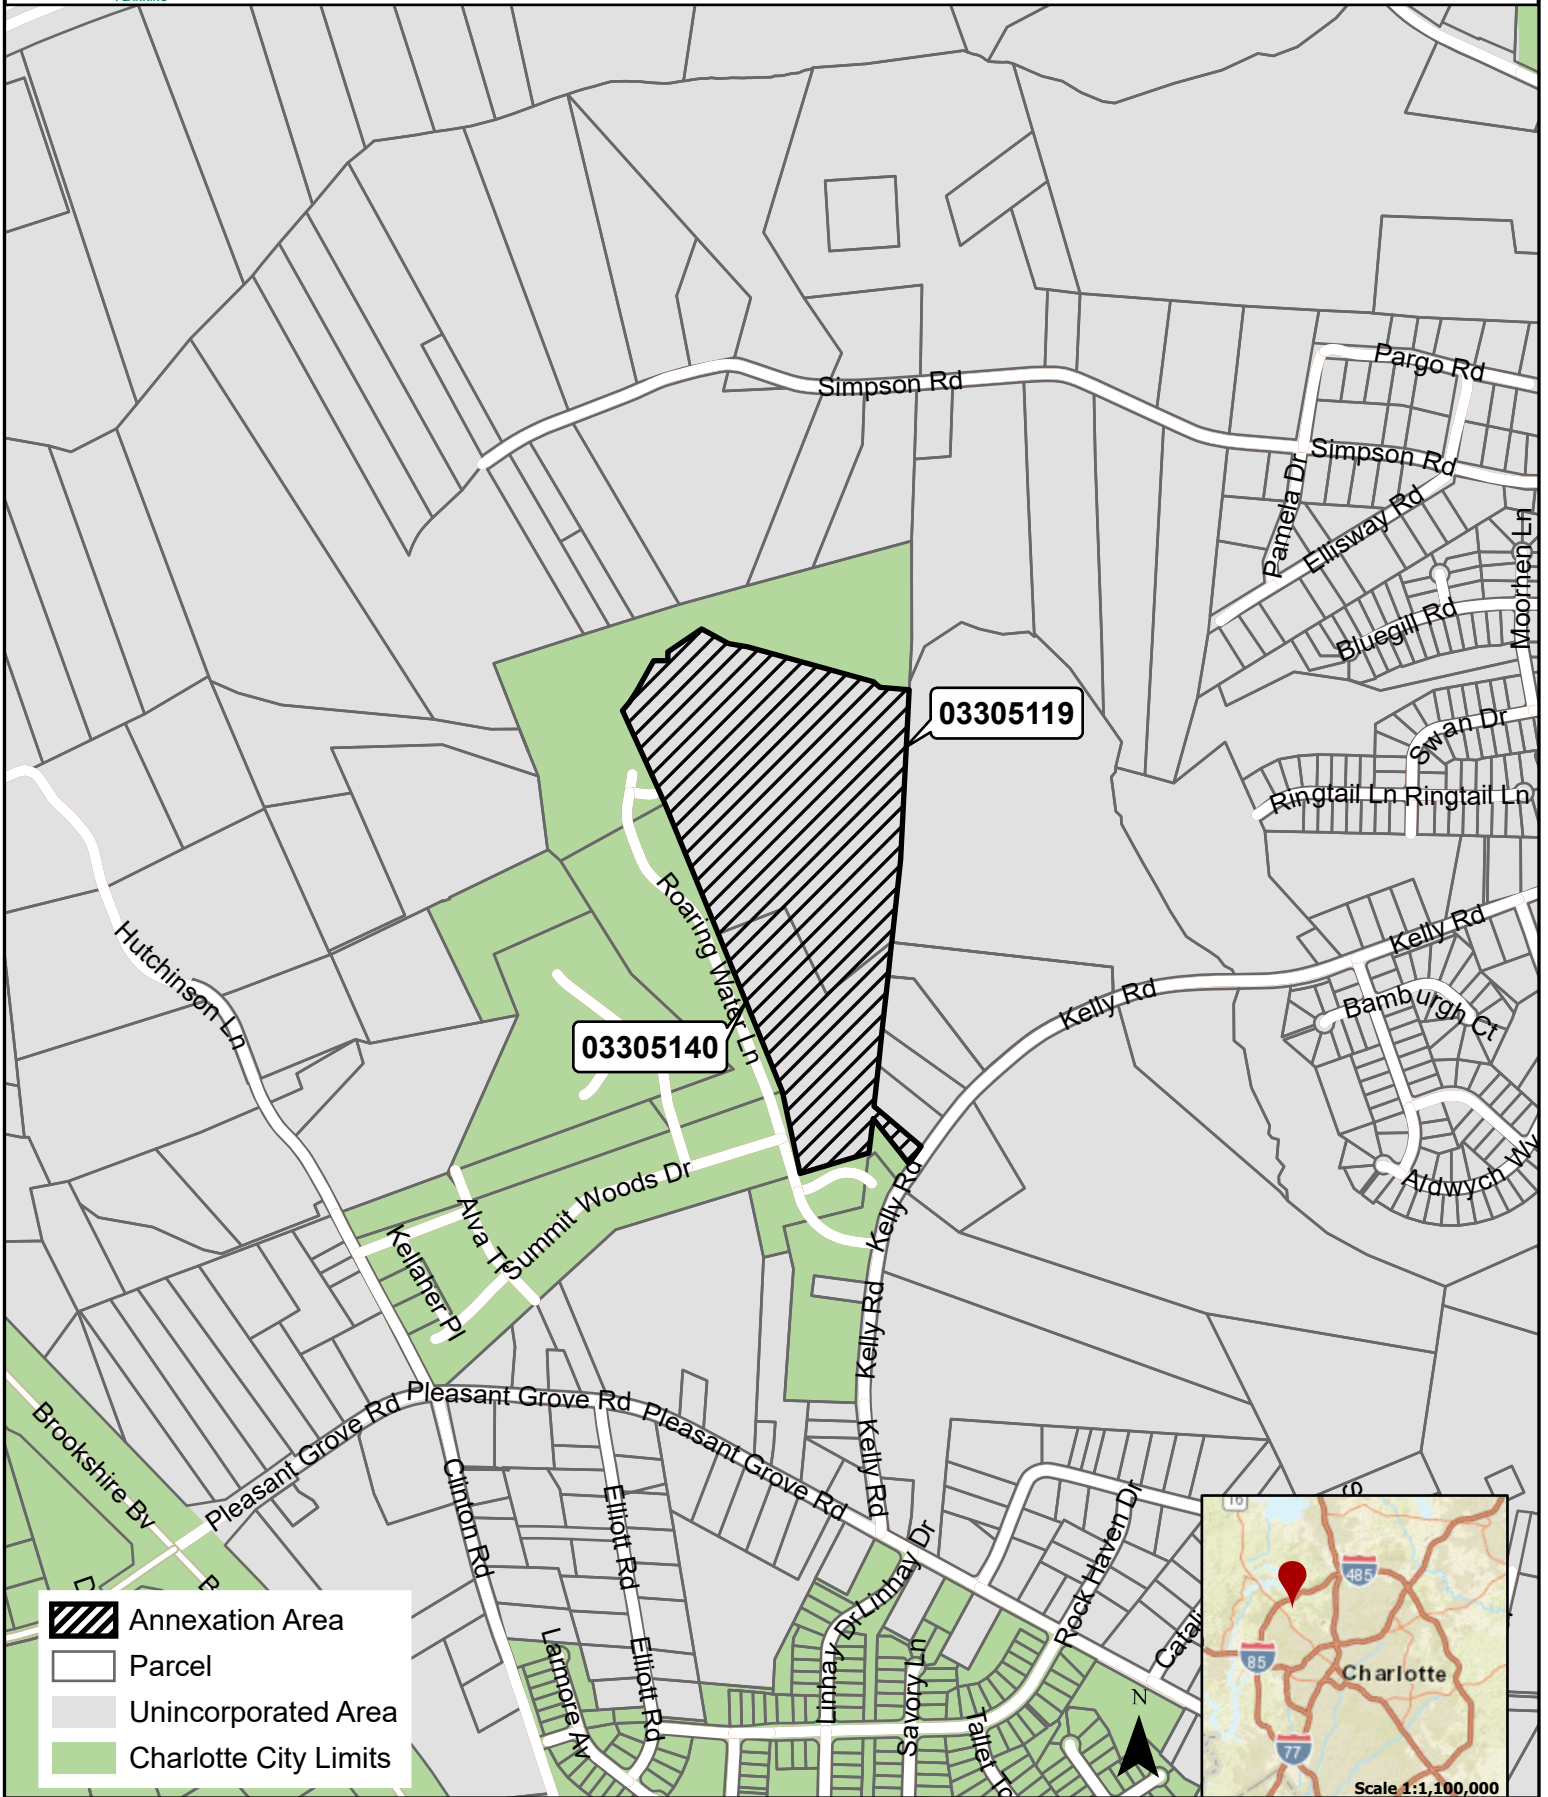 Pargo Rd
Simpson Rd
Simpson Rd
Pamela Dr
Ellisway Rd
Moorhen Ln
Bluegill Rd
03305119
Swan Dr
Ringtail Ln
Ringtail Ln
Roaring Water Ln
Kelly Rd
Hutchinson Ln
Kelly Rd
Bamburgh Ct
03305140
Aldwych Wy
Summit Woods Dr
Alva Tr
Kelly Rd
Kellaher Pl
Kelly Rd
Pleasant Grove Rd
Pleasant Grove Rd
Pleasant Grove Rd
Brookshire Bv
Kelly Rd
Clinton Rd
Elliott Rd
Rock Haven Dr
Linhay Dr
Linhay Dr
Larmore Av
Elliott Rd
Savory Ln
Annexation Area
Parcel
Unincorporated Area
Charlotte City Limits
N
16
485
85
Charlotte
77
Scale 1:1,100,000